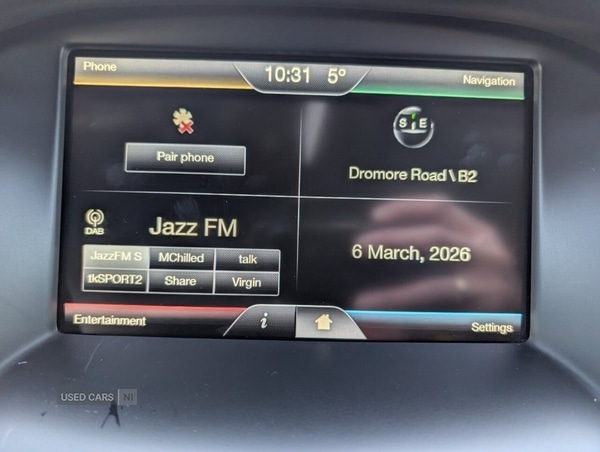 Phone
10:31 5°
Navigation
S E
Pair phone
Dromore Road \ B2
DAB
Jazz FM
JazzFM S MChilled talk
tkSPORT2 Share Virgin
6 March, 2026
Entertainment
i
Settings
USED CARS NI